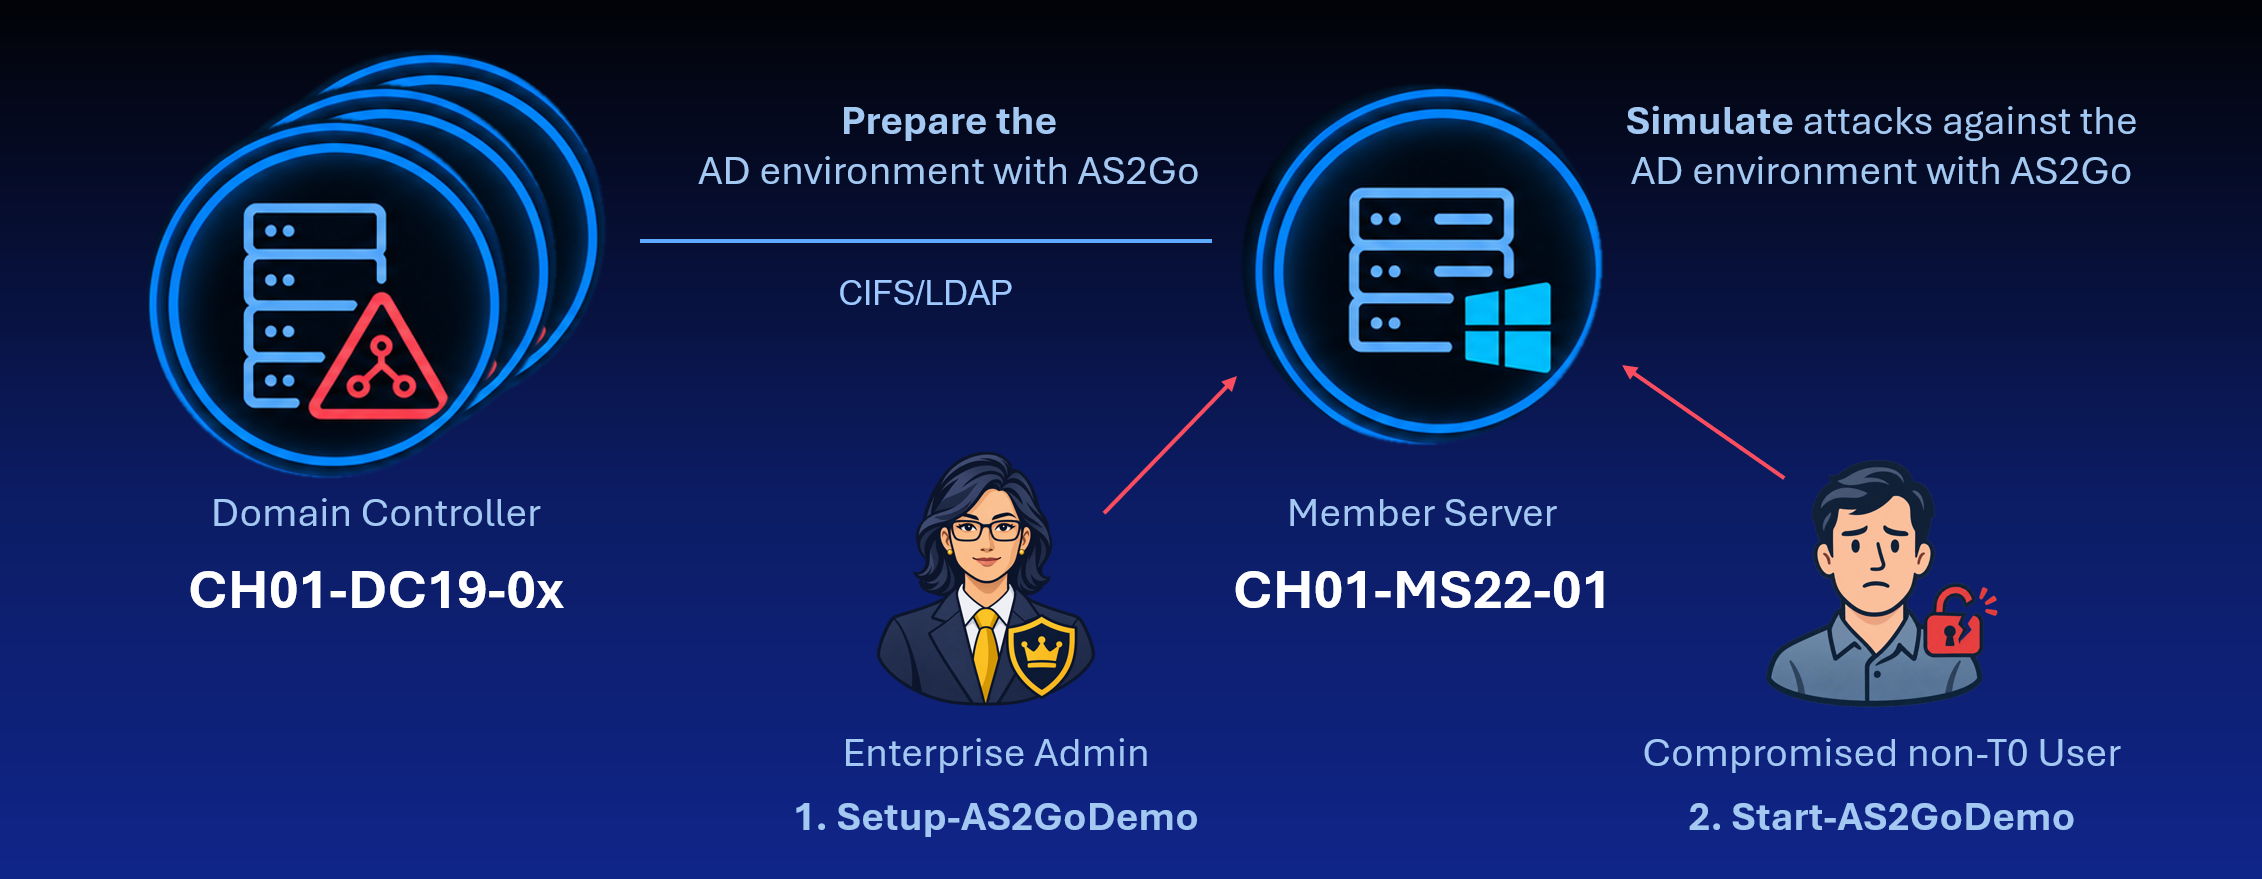 Prepare the
AD environment with AS2Go
CIFS/LDAP
Simulate attacks against the
AD environment with AS2Go
Domain Controller
CH01-DC19-0x
Member Server
CH01-MS22-01
Enterprise Admin
1. Setup-AS2GoDemo
Compromised non-T0 User
2. Start-AS2GoDemo